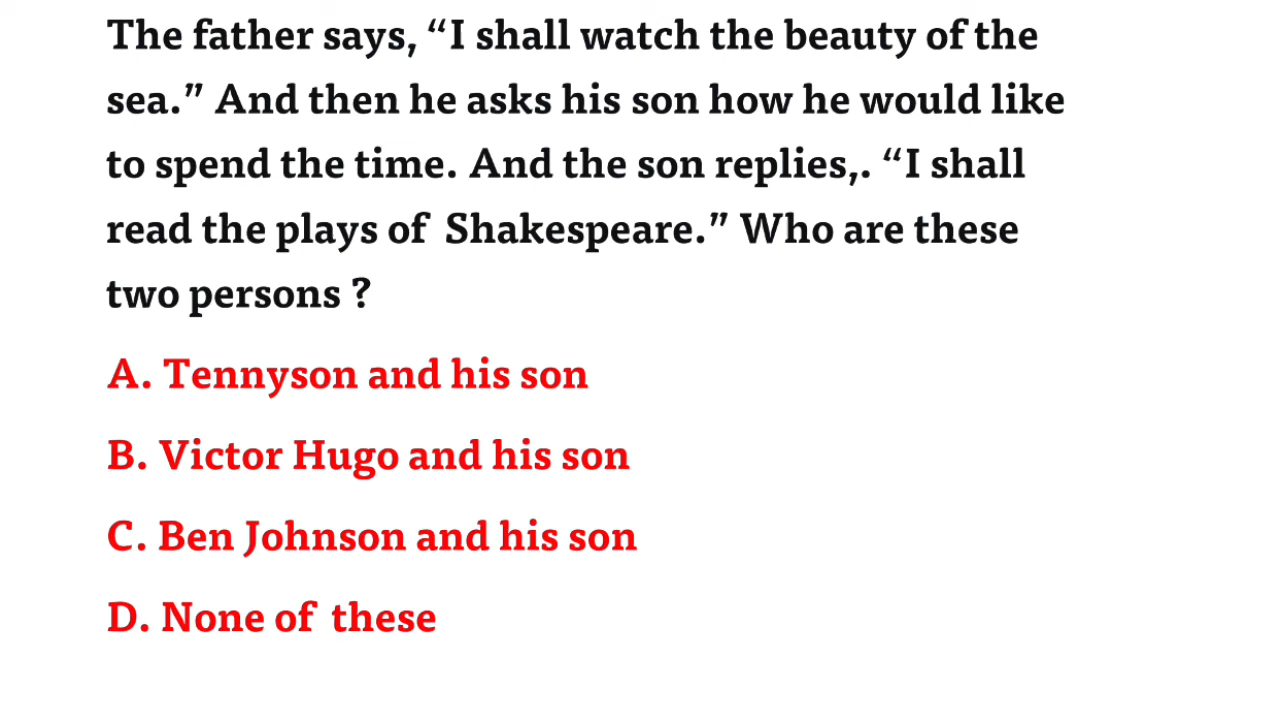 The father says, “I shall watch the beauty of the
sea.” And then he asks his son how he would like
to spend the time. And the son replies,. “I shall
read the plays of Shakespeare.” Who are these
two persons ?
A. Tennyson and his son
B. Victor Hugo and his son
C. Ben Johnson and his son
D. None of these